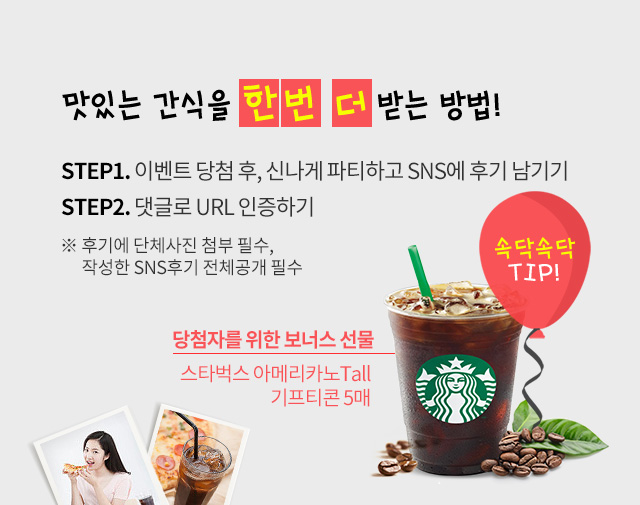 맛있는 간식을 한번 더 받는 방법!
STEP1. 이벤트 당첨 후, 신나게 파티하고 SNS에 후기 남기기
STEP2. 댓글로 URL 인증하기
※ 후기에 단체사진 첨부 필수,
작성한 SNS후기 전체공개 필수
속닥속닥
TIP!
당첨자를 위한 보너스 선물
스타벅스 아메리카노Tall
기프티콘 5매